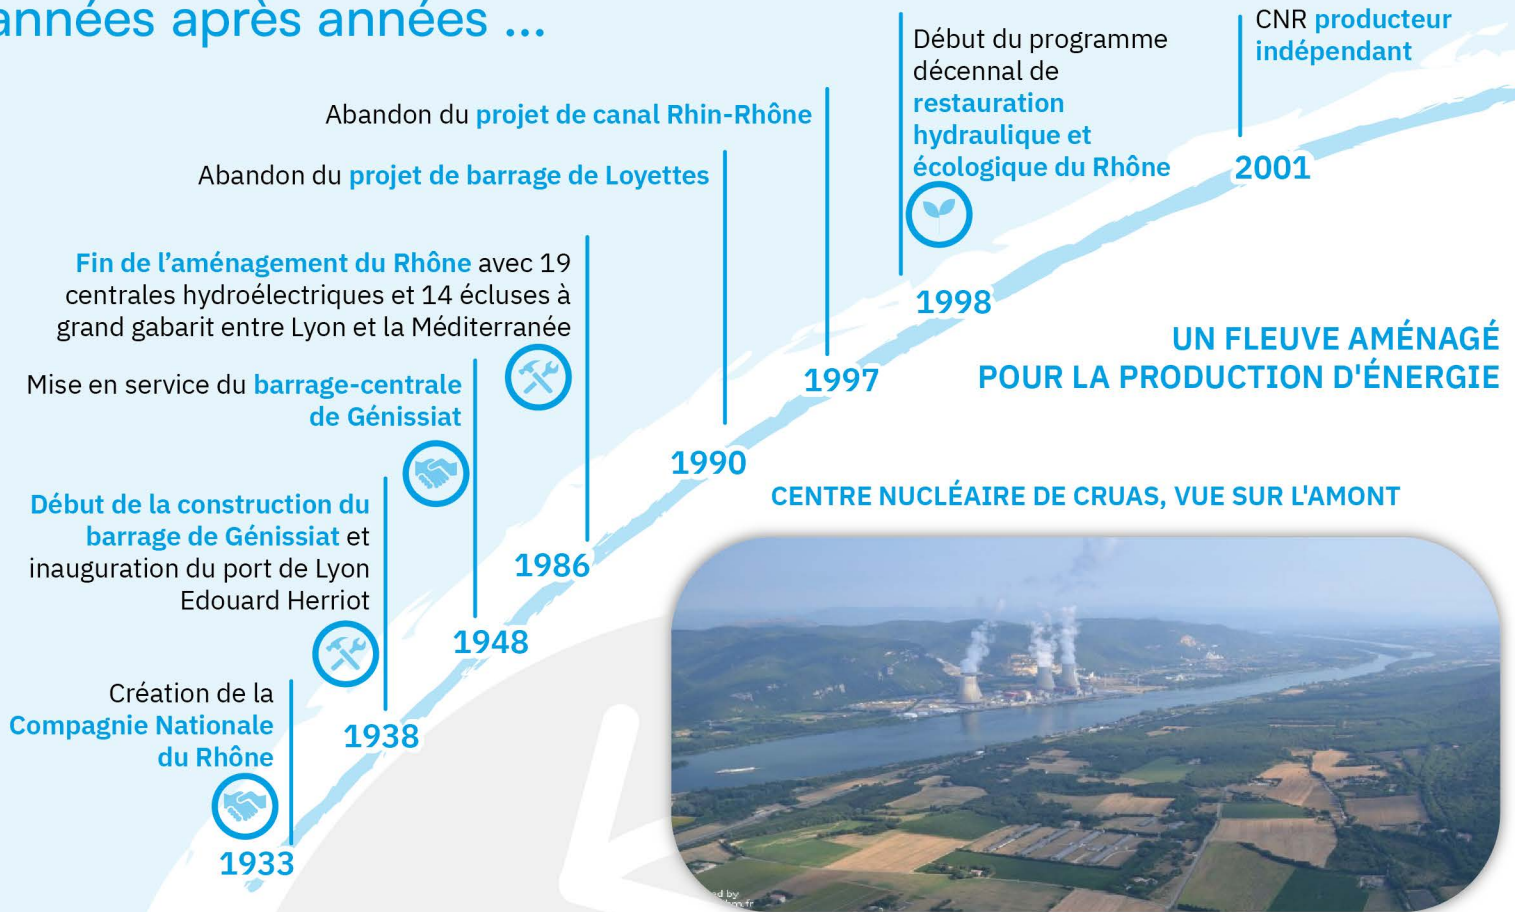 années après années ...
CNR producteur
indépendant
2001
Début du programme
décennal de
restauration
hydraulique et
écologique du Rhône
1998
Abandon du projet de canal Rhin-Rhône
1997
Abandon du projet de barrage de Loyettes
1990
Fin de l’aménagement du Rhône avec 19
centrales hydroélectriques et 14 écluses à
grand gabarit entre Lyon et la Méditerranée
1986
Mise en service du barrage-centrale
de Génissiat
1948
Début de la construction du
barrage de Génissiat et
inauguration du port de Lyon
Edouard Herriot
1938
Création de la
Compagnie Nationale
du Rhône
1933
UN FLEUVE AMÉNAGÉ
POUR LA PRODUCTION D'ÉNERGIE
CENTRE NUCLÉAIRE DE CRUAS, VUE SUR L'AMONT